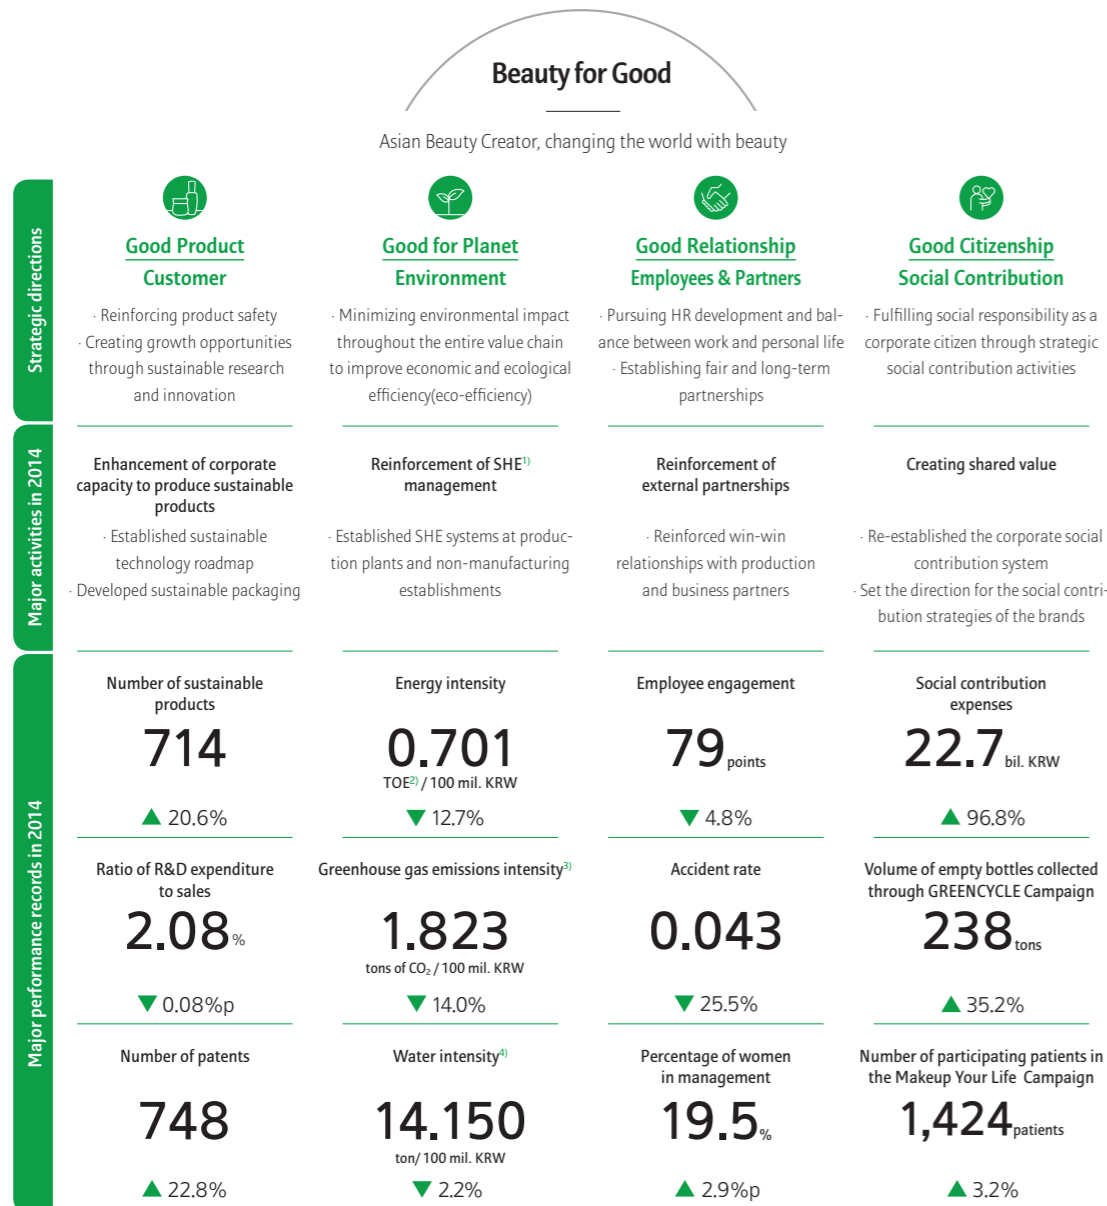 Beauty for Good
Asian Beauty Creator, changing the world with beauty
Strategic directions
Good Product
Customer
· Reinforcing product safety
· Creating growth opportunities
through sustainable research
and innovation
Good for Planet
Environment
· Minimizing environmental impact
throughout the entire value chain
to improve economic and ecological
efficiency(eco-efficiency)
Good Relationship
Employees & Partners
· Pursuing HR development and bal-
ance between work and personal life
· Establishing fair and long-term
partnerships
Good Citizenship
Social Contribution
· Fulfilling social responsibility as a
corporate citizen through strategic
social contribution activities
Major activities in 2014
Enhancement of corporate
capacity to produce sustainable
products
· Established sustainable
technology roadmap
· Developed sustainable packaging
Reinforcement of SHE1)
management
· Established SHE systems at produc-
tion plants and non-manufacturing
establishments
Reinforcement of
external partnerships
· Reinforced win-win
relationships with production
and business partners
Creating shared value
· Re-established the corporate social
contribution system
· Set the direction for the social contri-
bution strategies of the brands
Major performance records in 2014
Number of sustainable
products
714
▲ 20.6%
Energy intensity
0.701
TOE2) / 100 mil. KRW
▼ 12.7%
Employee engagement
79 points
▼ 4.8%
Social contribution
expenses
22.7 bil. KRW
▲ 96.8%
Ratio of R&D expenditure
to sales
2.08 %
▼ 0.08%p
Greenhouse gas emissions intensity3)
1.823
tons of CO₂ / 100 mil. KRW
▼ 14.0%
Accident rate
0.043
▼ 25.5%
Volume of empty bottles collected
through GREENCYCLE Campaign
238 tons
▲ 35.2%
Number of patents
748
▲ 22.8%
Water intensity4)
14.150
ton/ 100 mil. KRW
▼ 2.2%
Percentage of women
in management
19.5 %
▲ 2.9%p
Number of participating patients in
the Makeup Your Life Campaign
1,424 patients
▲ 3.2%